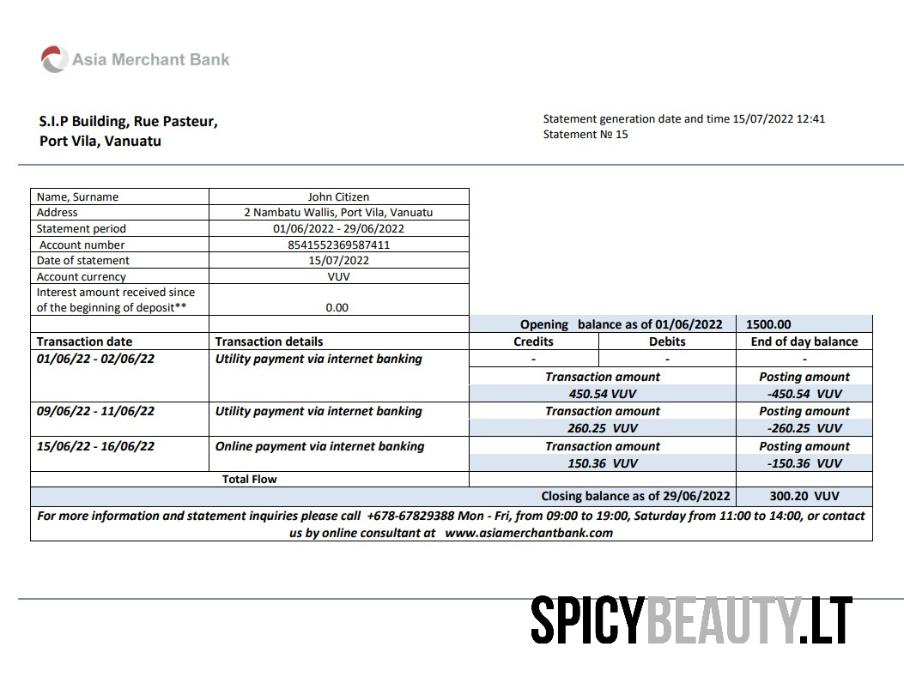 Asia Merchant Bank
S.I.P Building, Rue Pasteur,
Port Vila, Vanuatu
Statement generation date and time 15/07/2022 12:41
Statement № 15
Name, Surname John Citizen
Address 2 Nambatu Wallis, Port Vila, Vanuatu
Statement period 01/06/2022 - 29/06/2022
Account number 8541552369587411
Date of statement 15/07/2022
Account currency VUV
Interest amount received since
of the beginning of deposit** 0.00
Opening balance as of 01/06/2022 1500.00
Transaction date Transaction details Credits Debits End of day balance
01/06/22 - 02/06/22 Utility payment via internet banking - - -
Transaction amount Posting amount
450.54 VUV -450.54 VUV
09/06/22 - 11/06/22 Utility payment via internet banking Transaction amount Posting amount
260.25 VUV -260.25 VUV
15/06/22 - 16/06/22 Online payment via internet banking Transaction amount Posting amount
150.36 VUV -150.36 VUV
Total Flow
Closing balance as of 29/06/2022 300.20 VUV
For more information and statement inquiries please call +678-67829388 Mon - Fri, from 09:00 to 19:00, Saturday from 11:00 to 14:00, or contact
us by online consultant at www.asiamerchantbank.com
SPICYBEAUTY.LT